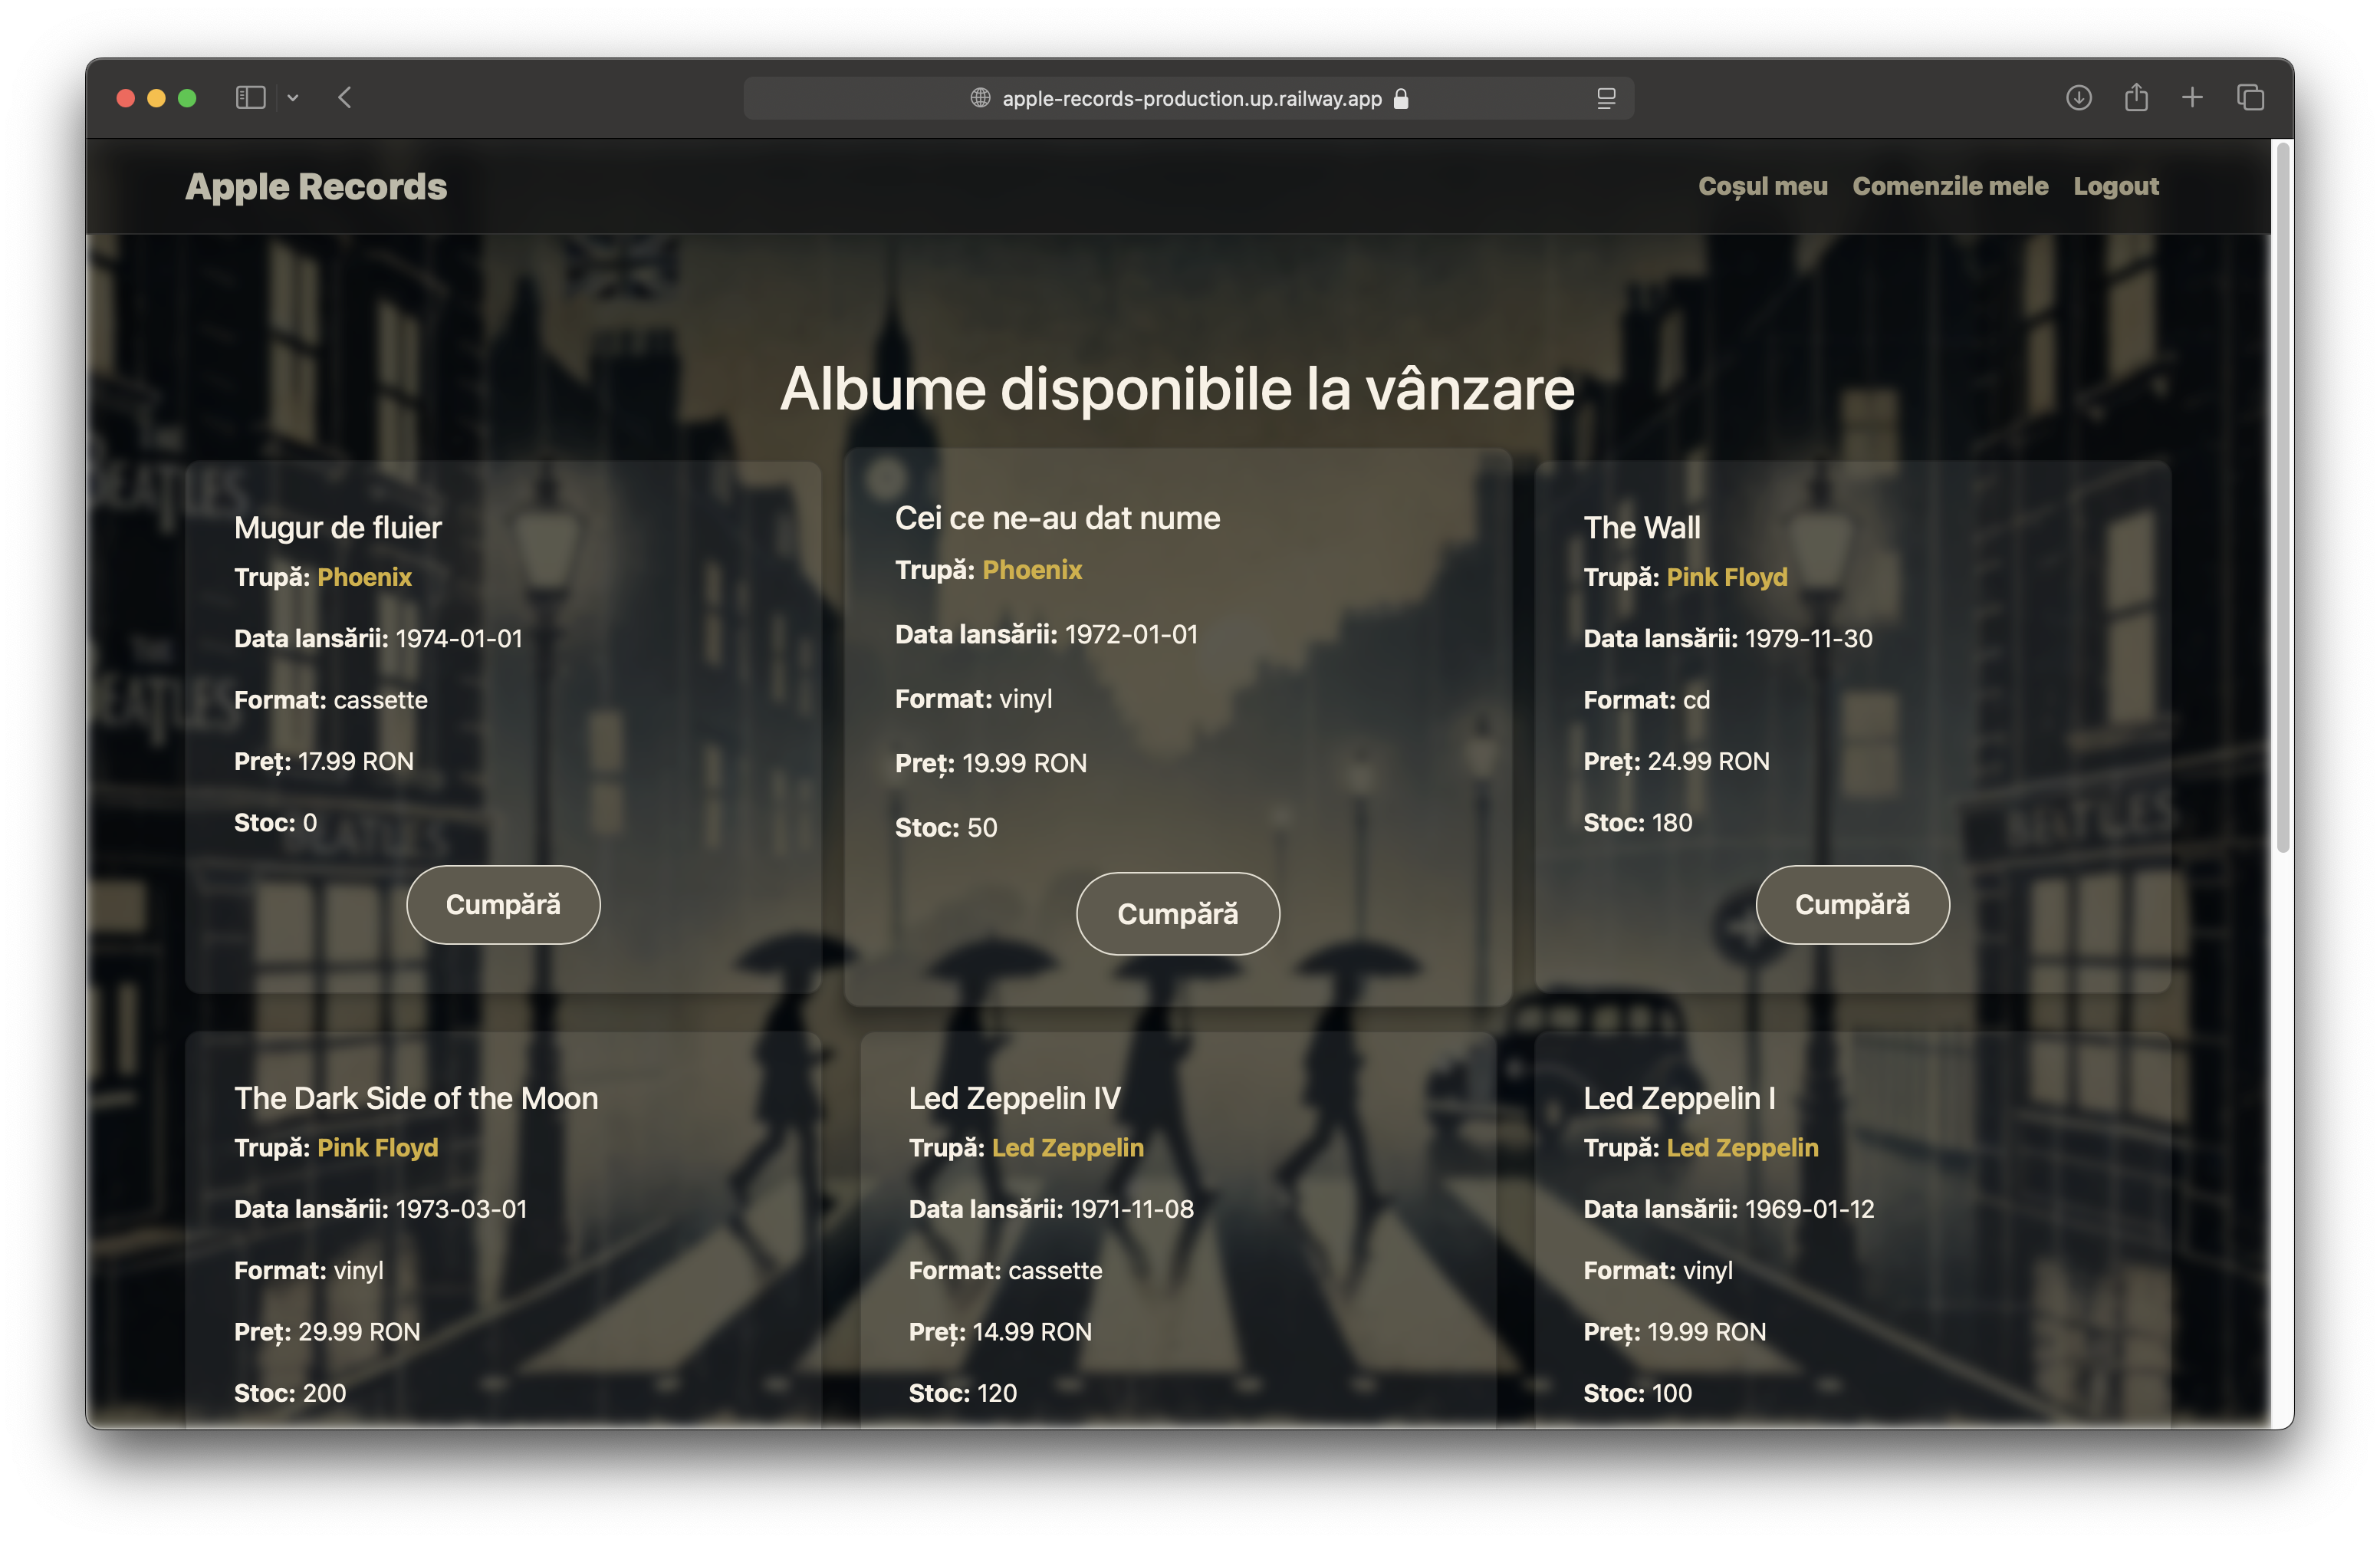 apple-records-production.up.railway.app
Apple Records
Coșul meu Comenzile mele Logout
THE
BEATLES
Albume disponibile la vânzare
Mugur de fluier
Trupă: Phoenix
Data lansării: 1974-01-01
Format: cassette
Preț: 17.99 RON
Stoc: 0
Cumpără
Cei ce ne-au dat nume
Trupă: Phoenix
Data lansării: 1972-01-01
Format: vinyl
Preț: 19.99 RON
Stoc: 50
Cumpără
The Wall
Trupă: Pink Floyd
Data lansării: 1979-11-30
Format: cd
Preț: 24.99 RON
Stoc: 180
Cumpără
THE
BEATLES
BEATLES
The Dark Side of the Moon
Trupă: Pink Floyd
Data lansării: 1973-03-01
Format: vinyl
Preț: 29.99 RON
Stoc: 200
Led Zeppelin IV
Trupă: Led Zeppelin
Data lansării: 1971-11-08
Format: cassette
Preț: 14.99 RON
Stoc: 120
Led Zeppelin I
Trupă: Led Zeppelin
Data lansării: 1969-01-12
Format: vinyl
Preț: 19.99 RON
Stoc: 100